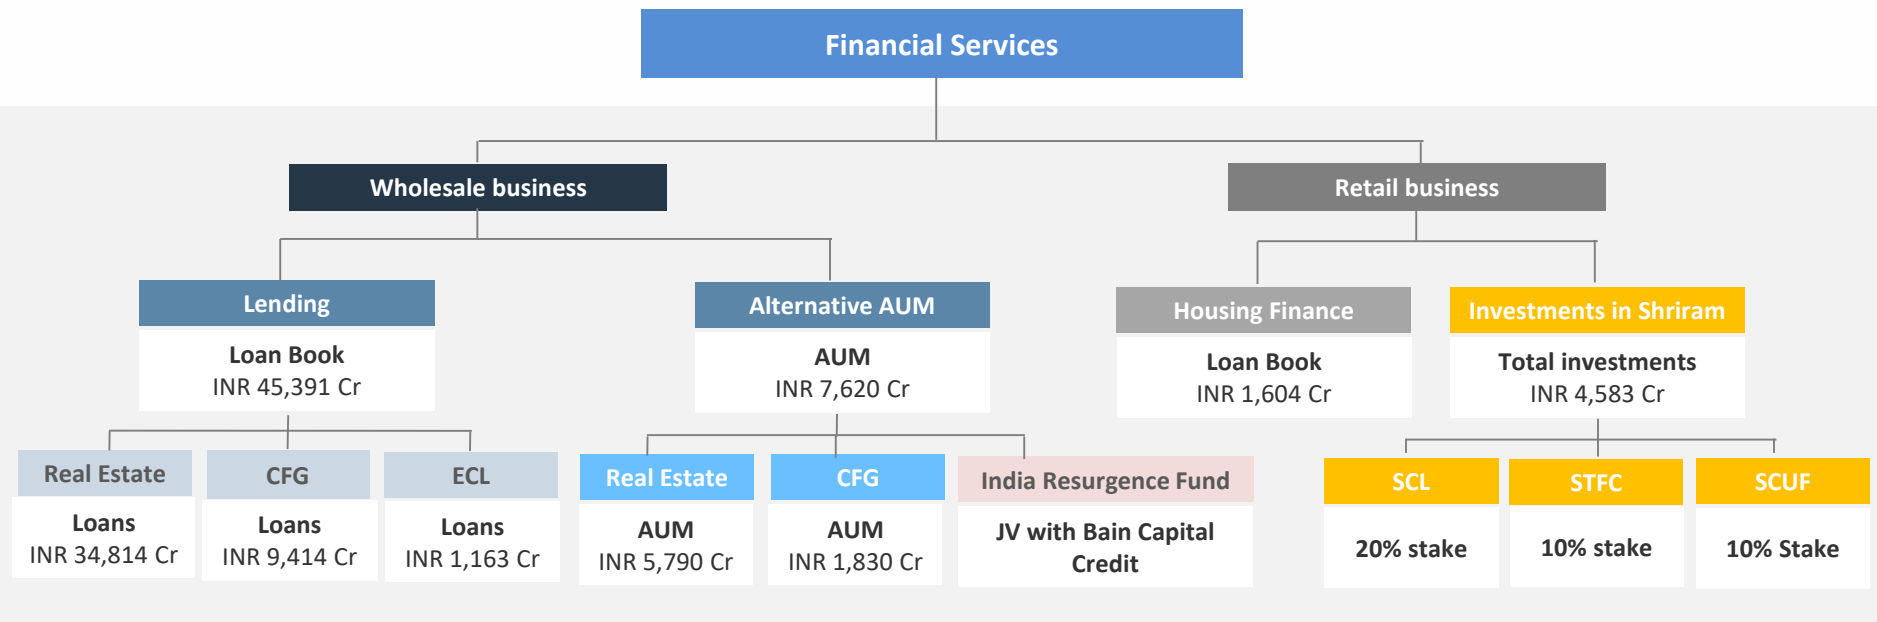 Financial Services
Wholesale business
Retail business
Lending
Loan Book
INR 45,391 Cr
Alternative AUM
AUM
INR 7,620 Cr
Housing Finance
Loan Book
INR 1,604 Cr
Investments in Shriram
Total investments
INR 4,583 Cr
Real Estate
Loans
INR 34,814 Cr
CFG
Loans
INR 9,414 Cr
ECL
Loans
INR 1,163 Cr
Real Estate
AUM
INR 5,790 Cr
CFG
AUM
INR 1,830 Cr
India Resurgence Fund
JV with Bain Capital
Credit
SCL
20% stake
STFC
10% stake
SCUF
10% Stake